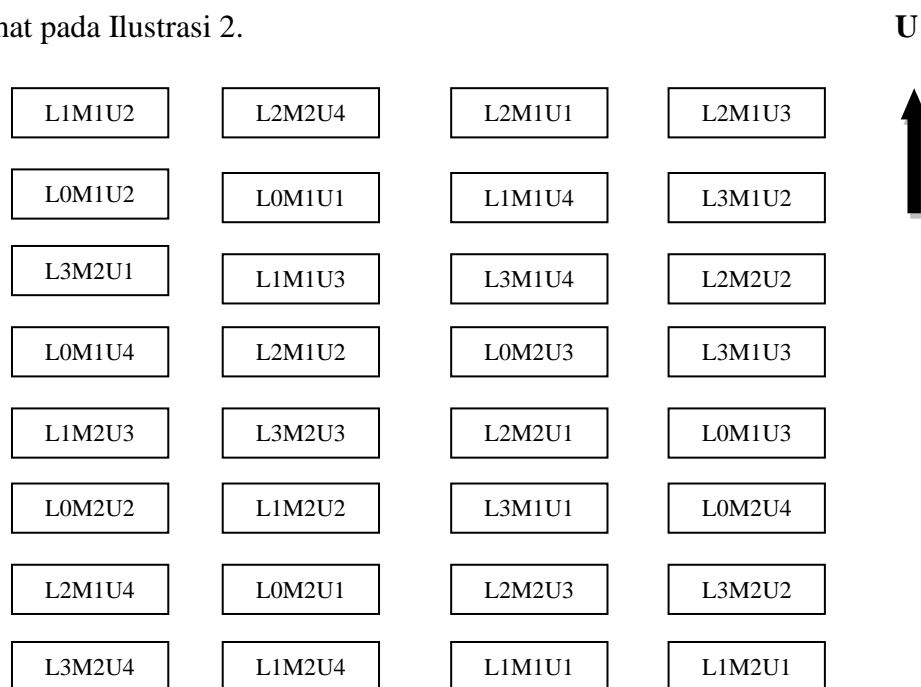 pada Ilustrasi 2.
U
L1M1U2 L2M2U4 L2M1U1 L2M1U3
L0M1U2 L0M1U1 L1M1U4 L3M1U2
L3M2U1 L1M1U3 L3M1U4 L2M2U2
L0M1U4 L2M1U2 L0M2U3 L3M1U3
L1M2U3 L3M2U3 L2M2U1 L0M1U3
L0M2U2 L1M2U2 L3M1U1 L0M2U4
L2M1U4 L0M2U1 L2M2U3 L3M2U2
L3M2U4 L1M2U4 L1M1U1 L1M2U1